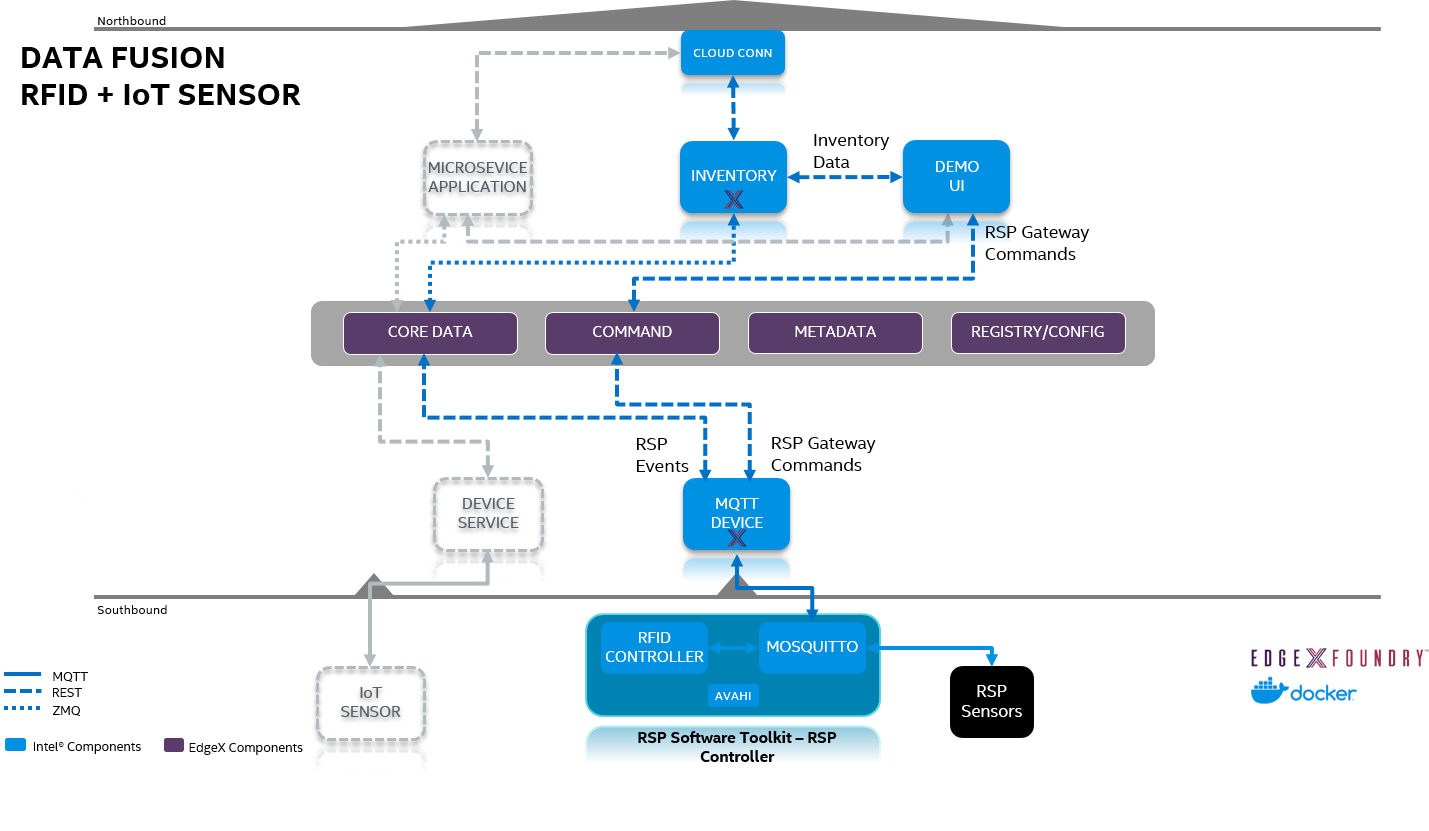 Northbound
DATA FUSION
RFID + IoT SENSOR
CLOUD CONN
MICROSEVICE
APPLICATION
INVENTORY
X
Inventory
Data
DEMO
UI
RSP Gateway
Commands
CORE DATA
COMMAND
METADATA
REGISTRY/CONFIG
RSP
Events
RSP Gateway
Commands
DEVICE
SERVICE
MQTT
DEVICE
X
Southbound
RFID
CONTROLLER
MOSQUITTO
AVAHI
RSP Software Toolkit – RSP
Controller
IoT
SENSOR
RSP
Sensors
MQTT
REST
ZMQ
Intel® Components
EdgeX Components
EDGE X FOUNDRY™
docker